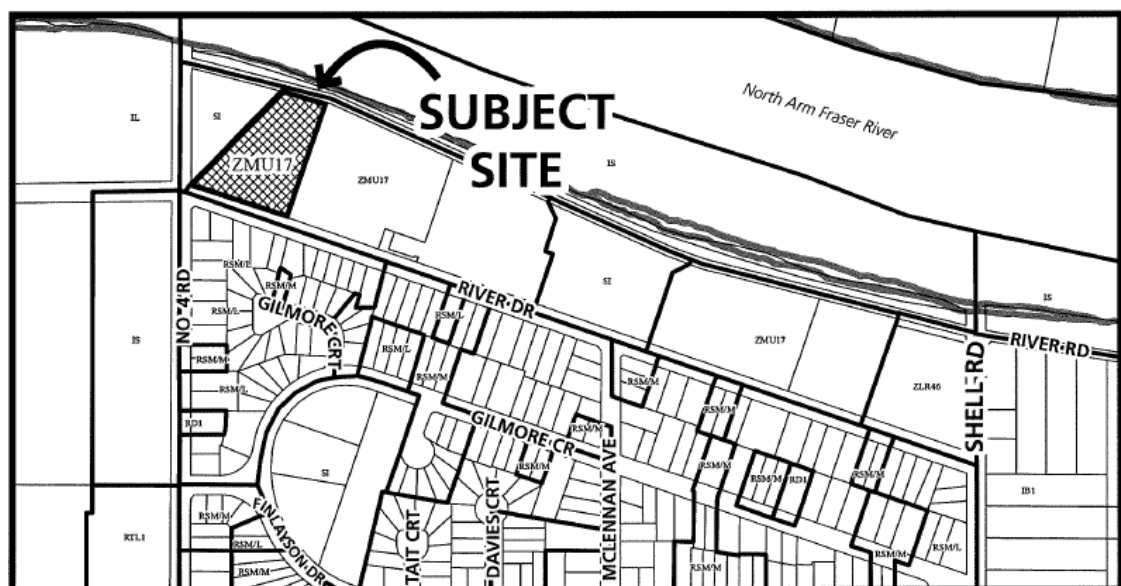 SUBJECT
SITE
North Arm Fraser River
IL
SI
ZMU17
ZMU17
IS
IS
SI
ZMU17
ZLR46
IB1
IS
RTL1
SI
NO. 4 RD
RIVER DR
RIVER RD
SHELL RD
GILMORE CRT
GILMORE CR
MCLENNAN AVE
FINLAYSON DR
TAIT CRT
DAVIES CRT
RSM/L
RSM/M
RSM/L
RSM/M
RSM/L
RD1
RSM/L
RSM/L
RSM/M
RSM/M
RSM/M
RSM/M
RSM/M
RSM/M
RSM/M
RSM/M
RD1
RSM/M
RSM/M
RSM/L
RSM/M
RSM/L
RSM/M